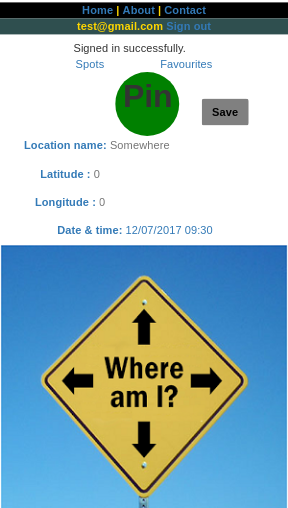 Home | About | Contact
test@gmail.com Sign out
Signed in successfully.
Spots Favourites
Pin
Save
Location name: Somewhere
Latitude : 0
Longitude : 0
Date & time: 12/07/2017 09:30
Where
am I?